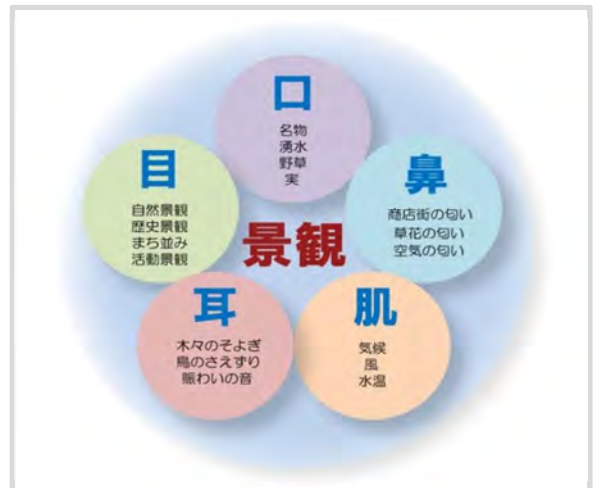 口
名物
湧水
野草
実
目
自然景観
歴史景観
まち並み
活動景観
鼻
商店街の匂い
草花の匂い
空気の匂い
景観
耳
木々のそよぎ
鳥のさえずり
賑わいの音
肌
気候
風
水温